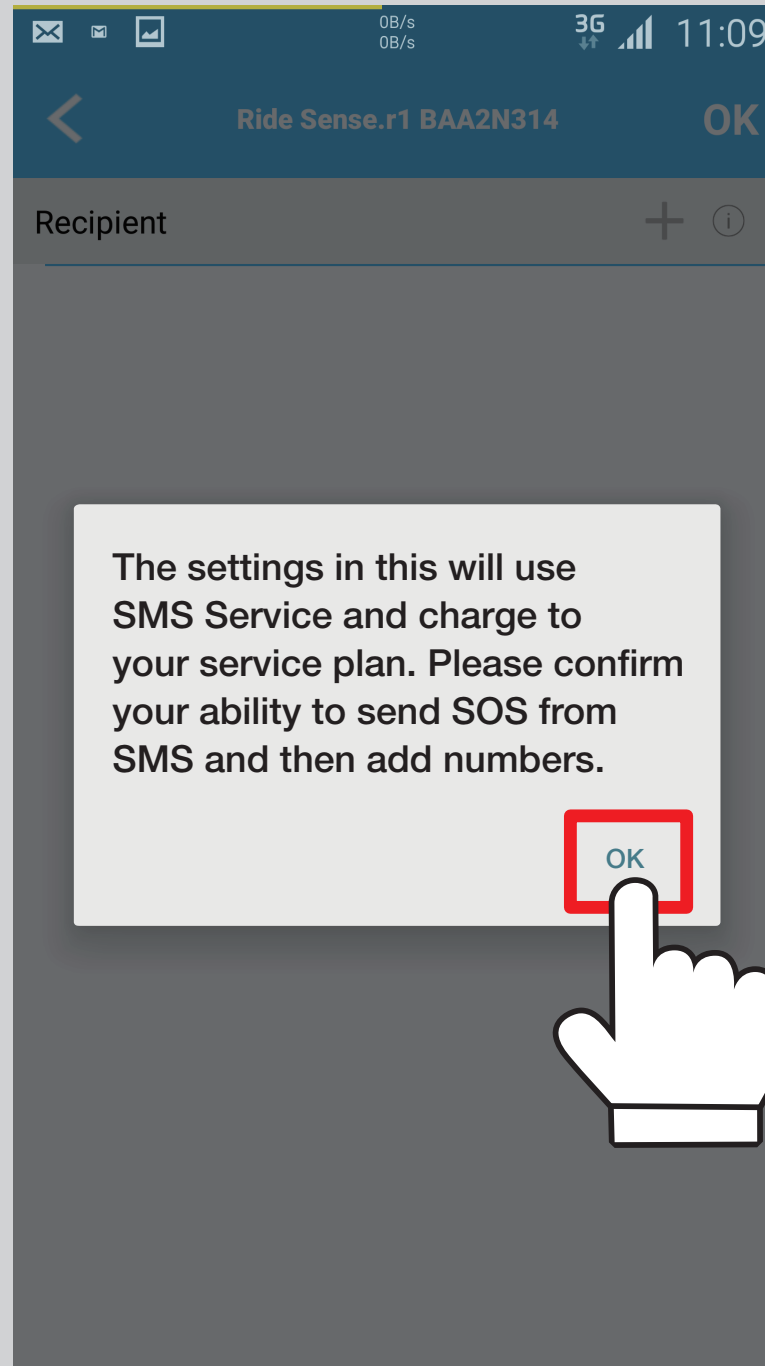 0B/s
0B/s
3G
11:09
Ride Sense.r1 BAA2N314
OK
Recipient
The settings in this will use
SMS Service and charge to
your service plan. Please confirm
your ability to send SOS from
SMS and then add numbers.
OK